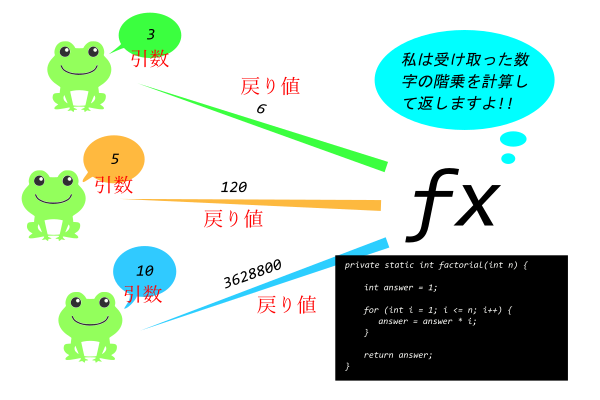 3
引数
戻り値
6
私は受け取った数
字の階乗を計算し
て返しますよ!!
5
引数
120
戻り値
fx
10
引数
3628800
戻り値
private static int factorial(int n) {
int answer = 1;
for (int i = 1; i <= n; i++) {
answer = answer * i;
}
return answer;
}